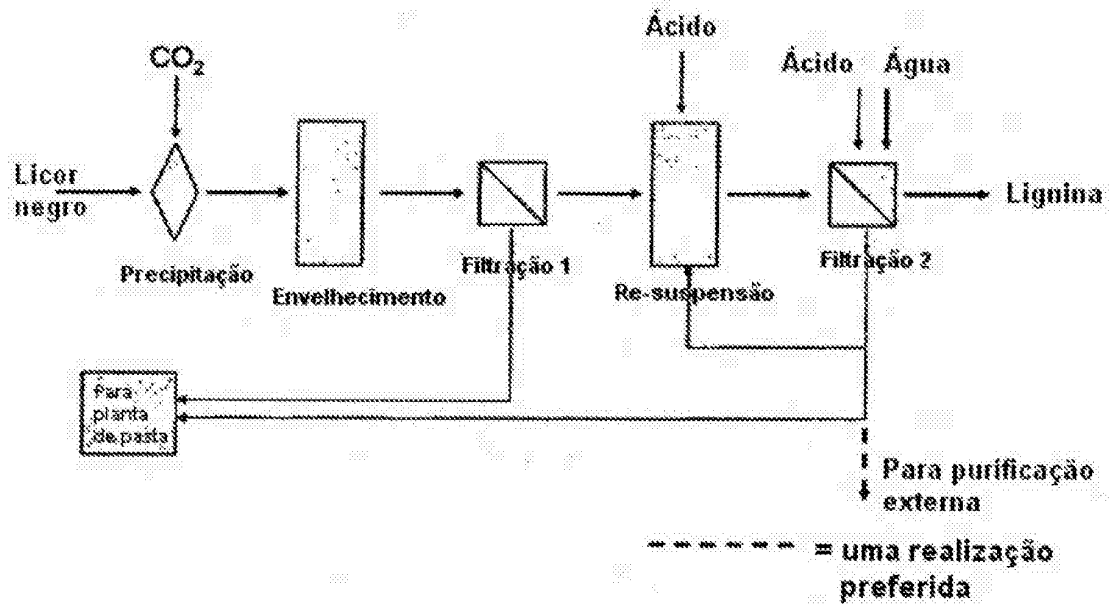 CO₂
Ácido
Ácido
Água
Licor
negro
Lignina
Precipitação
Envelhecimento
Filtração 1
Re-suspensão
Filtração 2
Para
planta
de pasta
Para purificação
externa
= uma realização
preferida